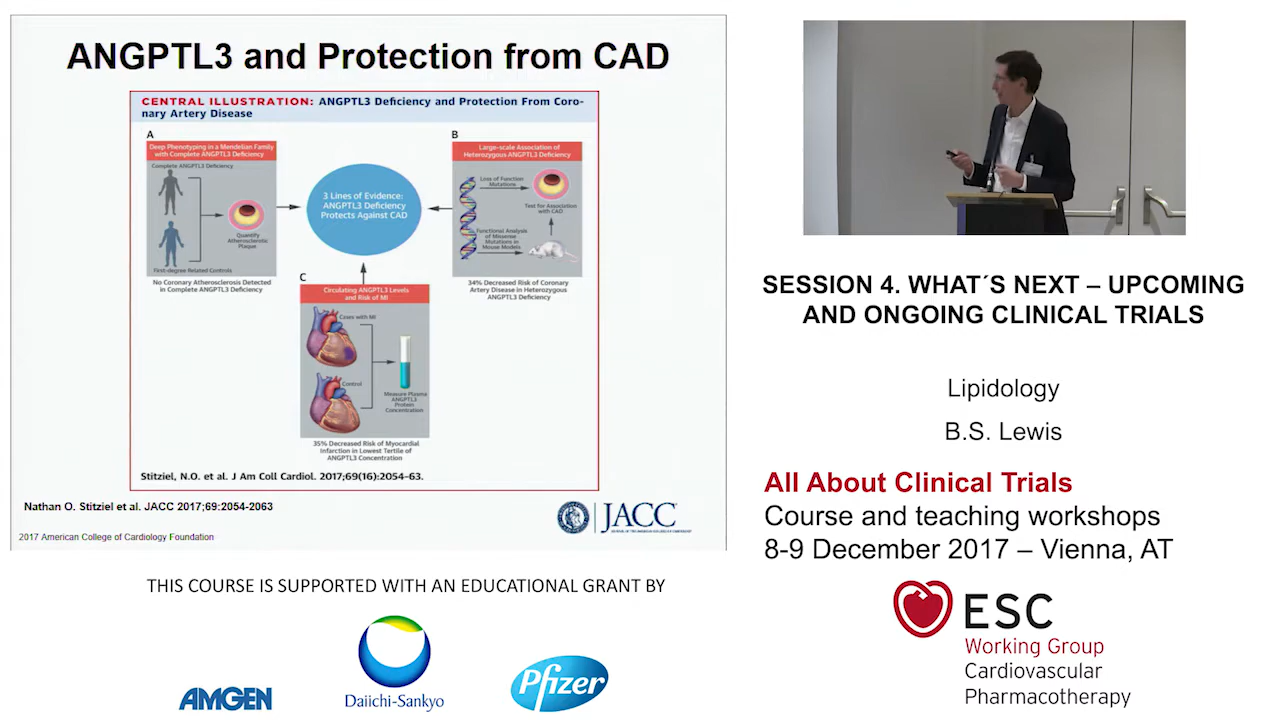 ANGPTL3 and Protection from CAD
CENTRAL ILLUSTRATION: ANGPTL3 Deficiency and Protection From Coro-
nary Artery Disease
A
Deep Phenotyping in a Mendelian Family
with Complete ANGPTL3 Deficiency
Complete ANGPTL3 Deficiency
Quantify
Atherosclerotic
Plaque
First-degree Related Controls
No Coronary Atherosclerosis Detected
in Complete ANGPTL3 Deficiency
3 Lines of Evidence:
ANGPTL3 Deficiency
Protects Against CAD
B
Large-scale Association of
Heterozygous ANGPTL3 Deficiency
Loss of Function
Mutations
Test for Association
with CAD
Functional Analysis
of Missense
Mutations in
Mouse Models
34% Decreased Risk of Coronary
Artery Disease in Heterozygous
ANGPTL3 Deficiency
C
Circulating ANGPTL3 Levels
and Risk of MI
Cases with MI
Control
Measure Plasma
ANGPTL3
Protein
Concentration
35% Decreased Risk of Myocardial
Infarction in Lowest Tertile of
ANGPTL3 Concentration
Stitziel, N.O. et al. J Am Coll Cardiol. 2017;69(16):2054–63.
Nathan O. Stitziel et al. JACC 2017;69:2054-2063
JACC
2017 American College of Cardiology Foundation
THIS COURSE IS SUPPORTED WITH AN EDUCATIONAL GRANT BY
AMGEN
Daiichi-Sankyo
Pfizer
SESSION 4. WHAT´S NEXT – UPCOMING
AND ONGOING CLINICAL TRIALS
Lipidology
B.S. Lewis
All About Clinical Trials
Course and teaching workshops
8-9 December 2017 – Vienna, AT
ESC
Working Group
Cardiovascular
Pharmacotherapy